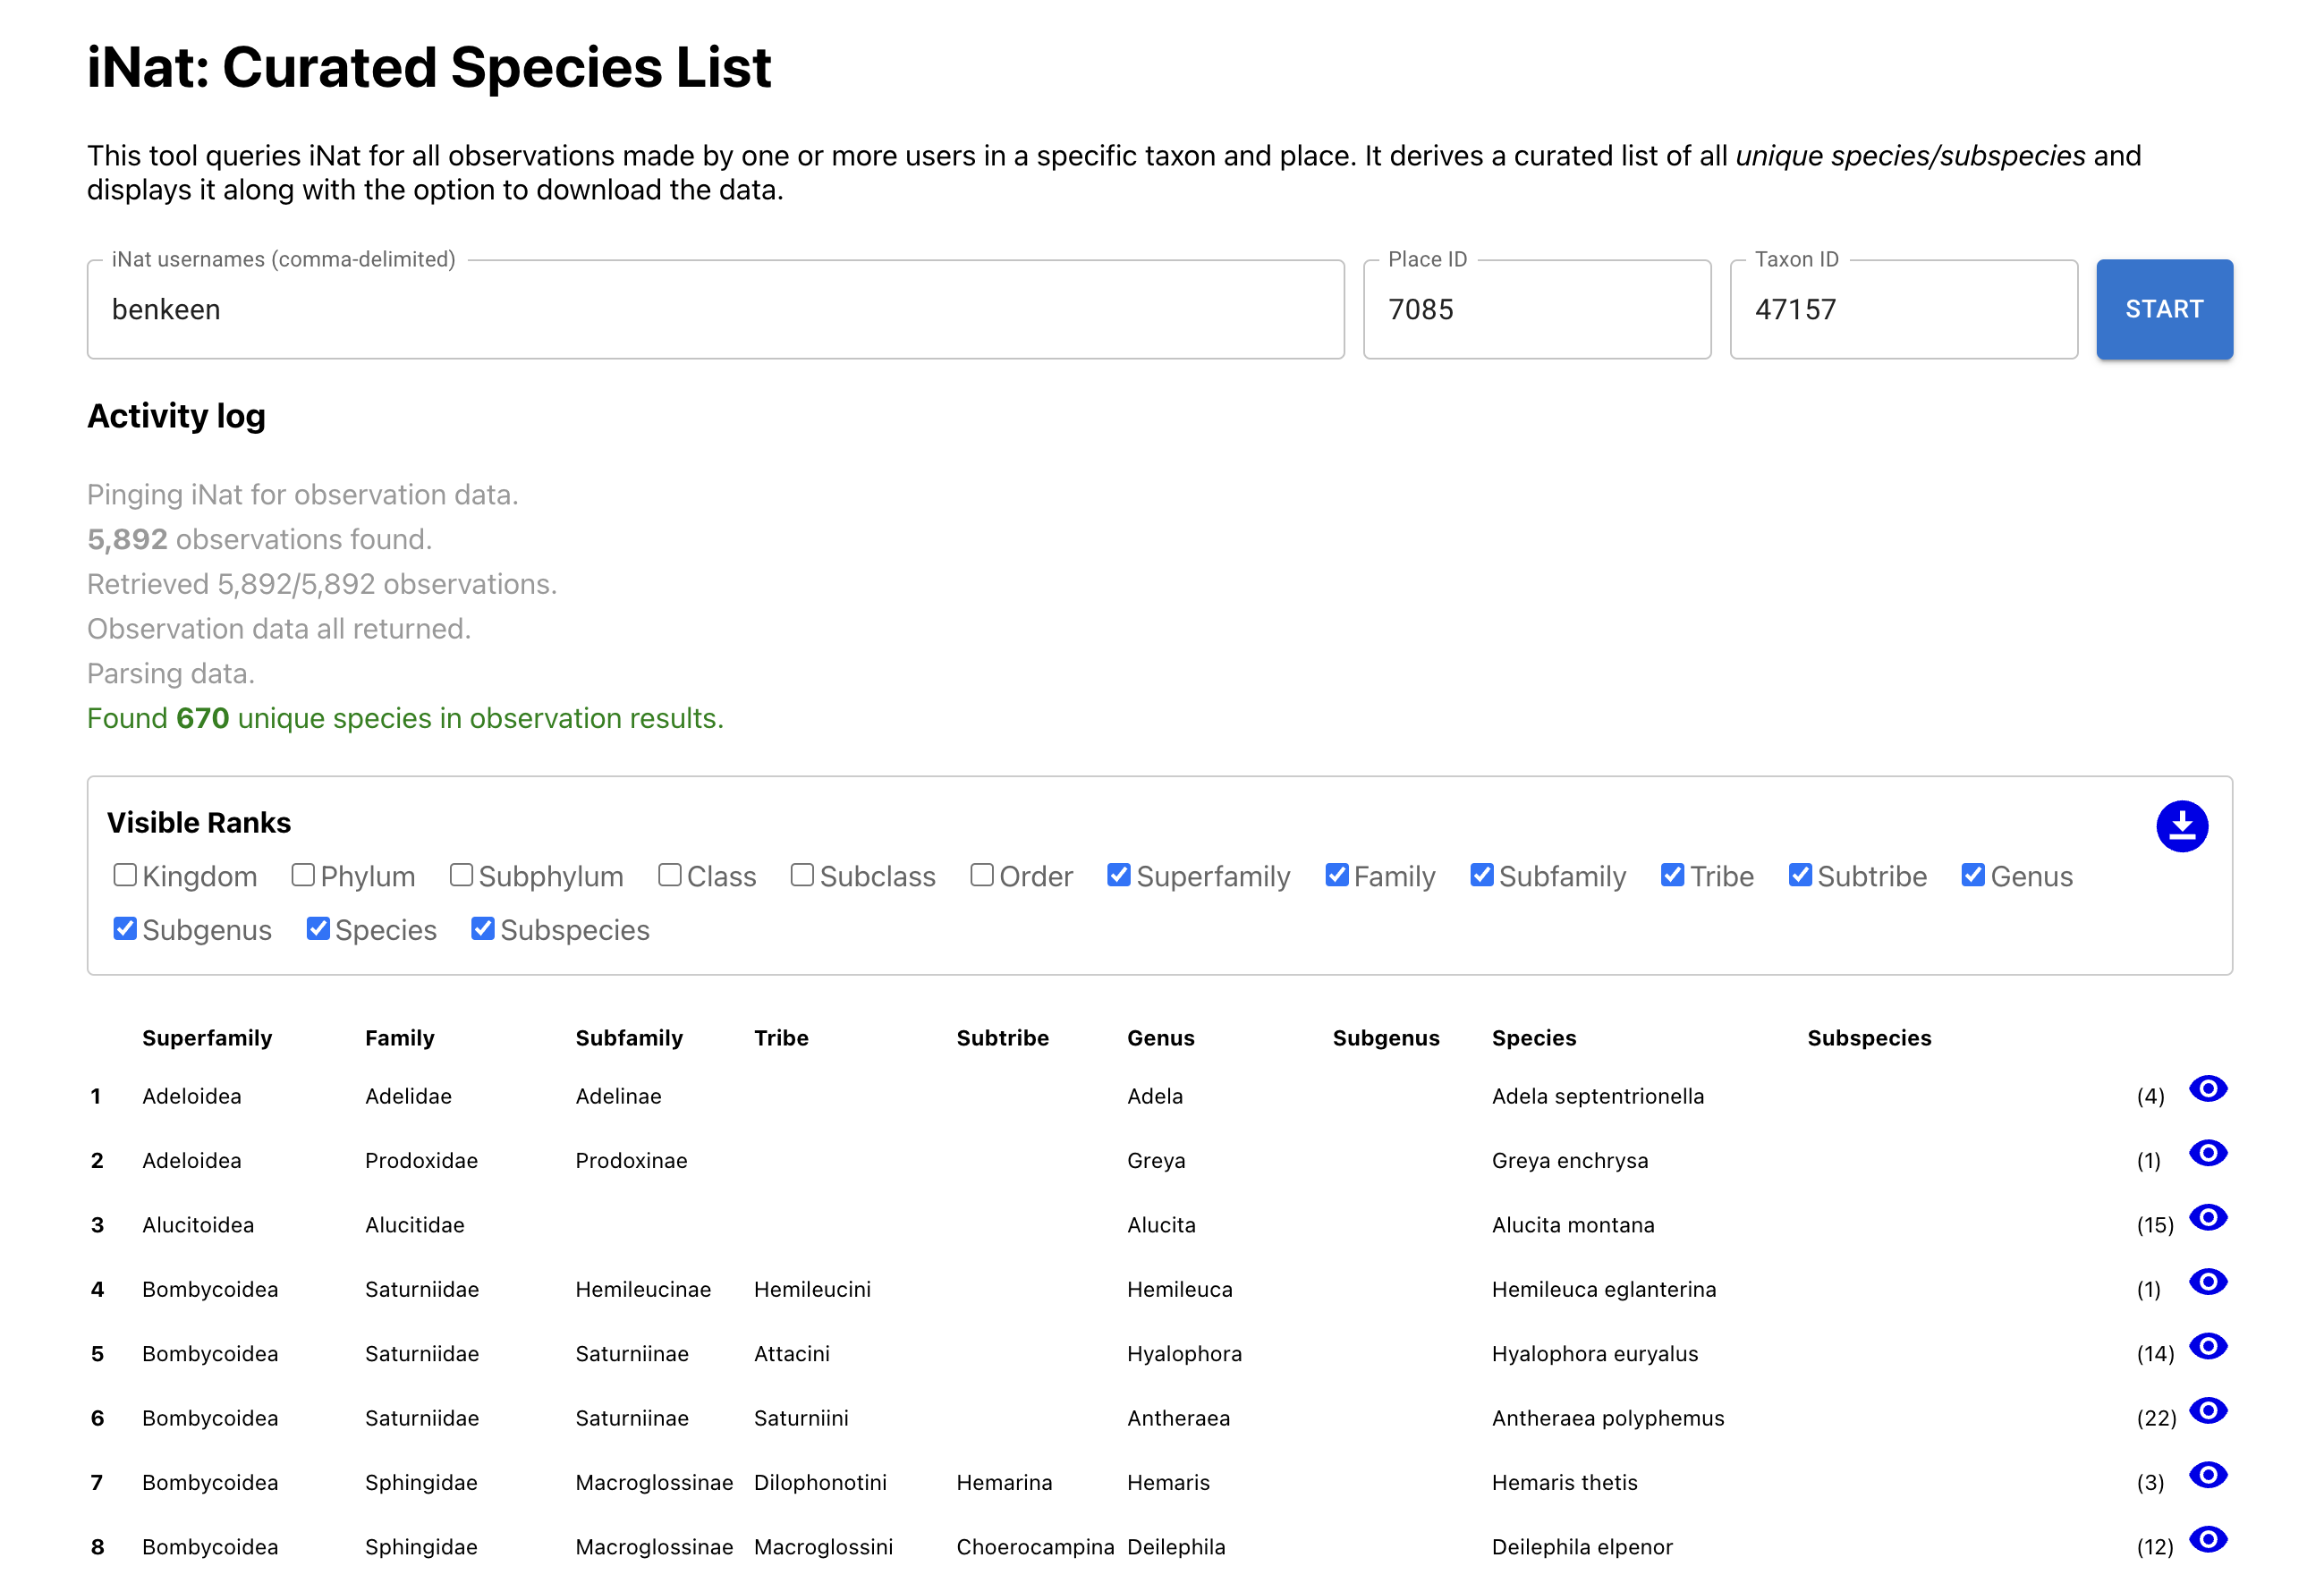 iNat: Curated Species List
This tool queries iNat for all observations made by one or more users in a specific taxon and place. It derives a curated list of all unique species/subspecies and
displays it along with the option to download the data.
iNat usernames (comma-delimited) Place ID Taxon ID
benkeen 7085 47157 START
Activity log
Pinging iNat for observation data.
5,892 observations found.
Retrieved 5,892/5,892 observations.
Observation data all returned.
Parsing data.
Found 670 unique species in observation results.
Visible Ranks
Kingdom Phylum Subphylum Class Subclass Order Superfamily Family Subfamily Tribe Subtribe Genus
Subgenus Species Subspecies
Superfamily Family Subfamily Tribe Subtribe Genus Subgenus Species Subspecies
1 Adeloidea Adelidae Adelinae Adela Adela septentrionella (4)
2 Adeloidea Prodoxidae Prodoxinae Greya Greya enchrysa (1)
3 Alucitoidea Alucitidae Alucita Alucita montana (15)
4 Bombycoidea Saturniidae Hemileucinae Hemileucini Hemileuca Hemileuca eglanterina (1)
5 Bombycoidea Saturniidae Saturniinae Attacini Hyalophora Hyalophora euryalus (14)
6 Bombycoidea Saturniidae Saturniinae Saturniini Antheraea Antheraea polyphemus (22)
7 Bombycoidea Sphingidae Macroglossinae Dilophonotini Hemarina Hemaris Hemaris thetis (3)
8 Bombycoidea Sphingidae Macroglossinae Macroglossini Choerocampina Deilephila Deilephila elpenor (12)